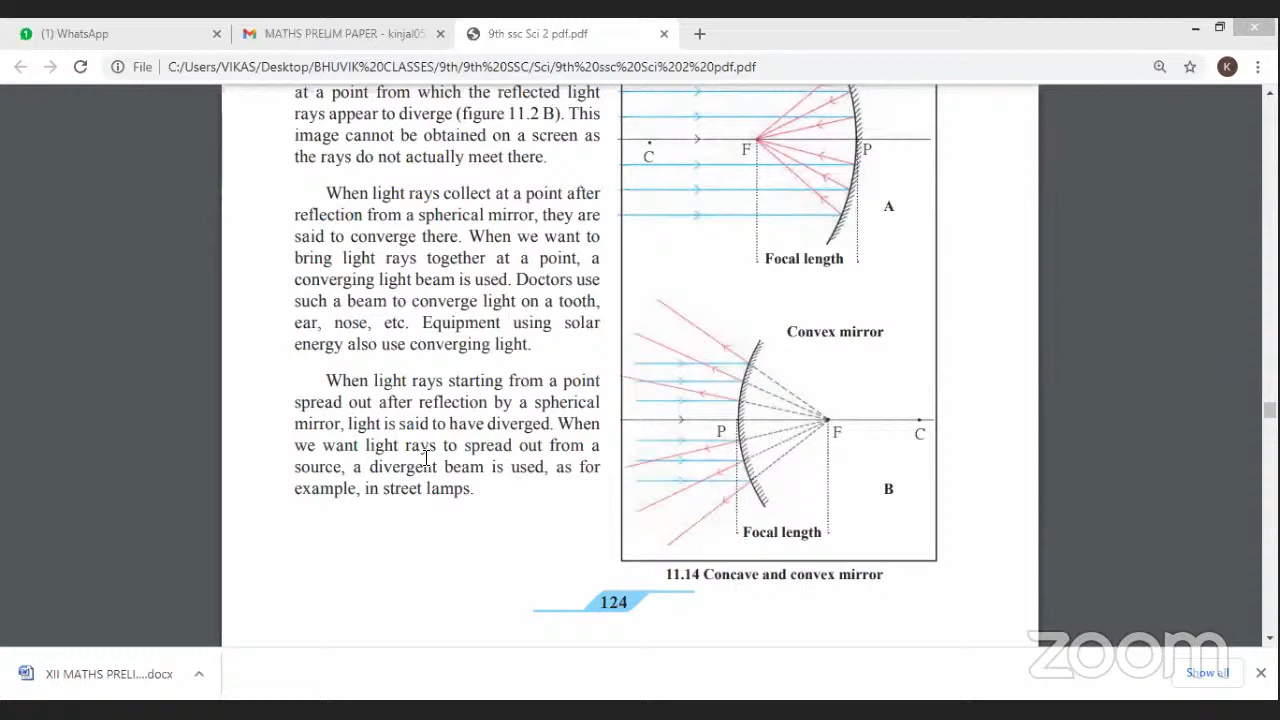 (1) WhatsApp
MATHS PRELIM PAPER - kinjal05
9th ssc Sci 2 pdf.pdf
File C:/Users/VIKAS/Desktop/BHUVIK%20CLASSES/9th/9th%20SSC/Sci/9th%20ssc%20Sci%202%20pdf.pdf
K
at a point from which the reflected light
rays appear to diverge (figure 11.2 B). This
image cannot be obtained on a screen as
the rays do not actually meet there.
When light rays collect at a point after
reflection from a spherical mirror, they are
said to converge there. When we want to
bring light rays together at a point, a
converging light beam is used. Doctors use
such a beam to converge light on a tooth,
ear, nose, etc. Equipment using solar
energy also use converging light.
When light rays starting from a point
spread out after reflection by a spherical
mirror, light is said to have diverged. When
we want light rays to spread out from a
source, a divergent beam is used, as for
example, in street lamps.
C F P
A
Focal length
Convex mirror
P F C
B
Focal length
11.14 Concave and convex mirror
124
zoom
XII MATHS PRELI....docx
Show all